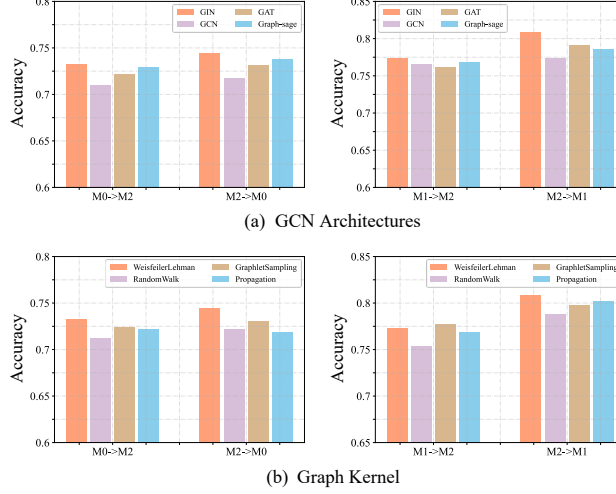 GIN GAT
GCN Graph-sage
Accuracy
0.8
0.75
0.7
0.65
0.6
M0->M2 M2->M0
GIN GAT
GCN Graph-sage
Accuracy
0.85
0.8
0.75
0.7
0.65
0.6
M1->M2 M2->M1
(a) GCN Architectures
WeisfeilerLehman GraphletSampling
RandomWalk Propagation
Accuracy
0.8
0.75
0.7
0.65
0.6
M0->M2 M2->M0
WeisfeilerLehman GraphletSampling
RandomWalk Propagation
Accuracy
0.85
0.8
0.75
0.7
0.65
M1->M2 M2->M1
(b) Graph Kernel